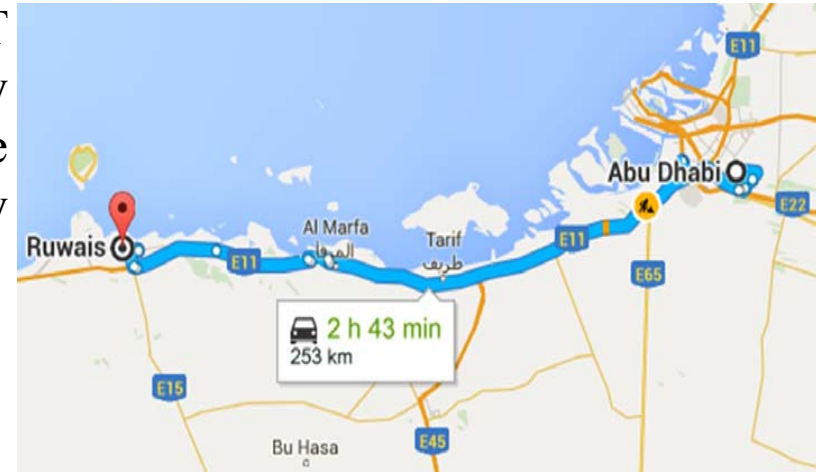 E11
Abu Dhabi
E22
Al Marfa
المرفأ
Ruwais
Tarif
طريف
E11
E11
E65
2 h 43 min
253 km
E15
E45
Bu Hasa